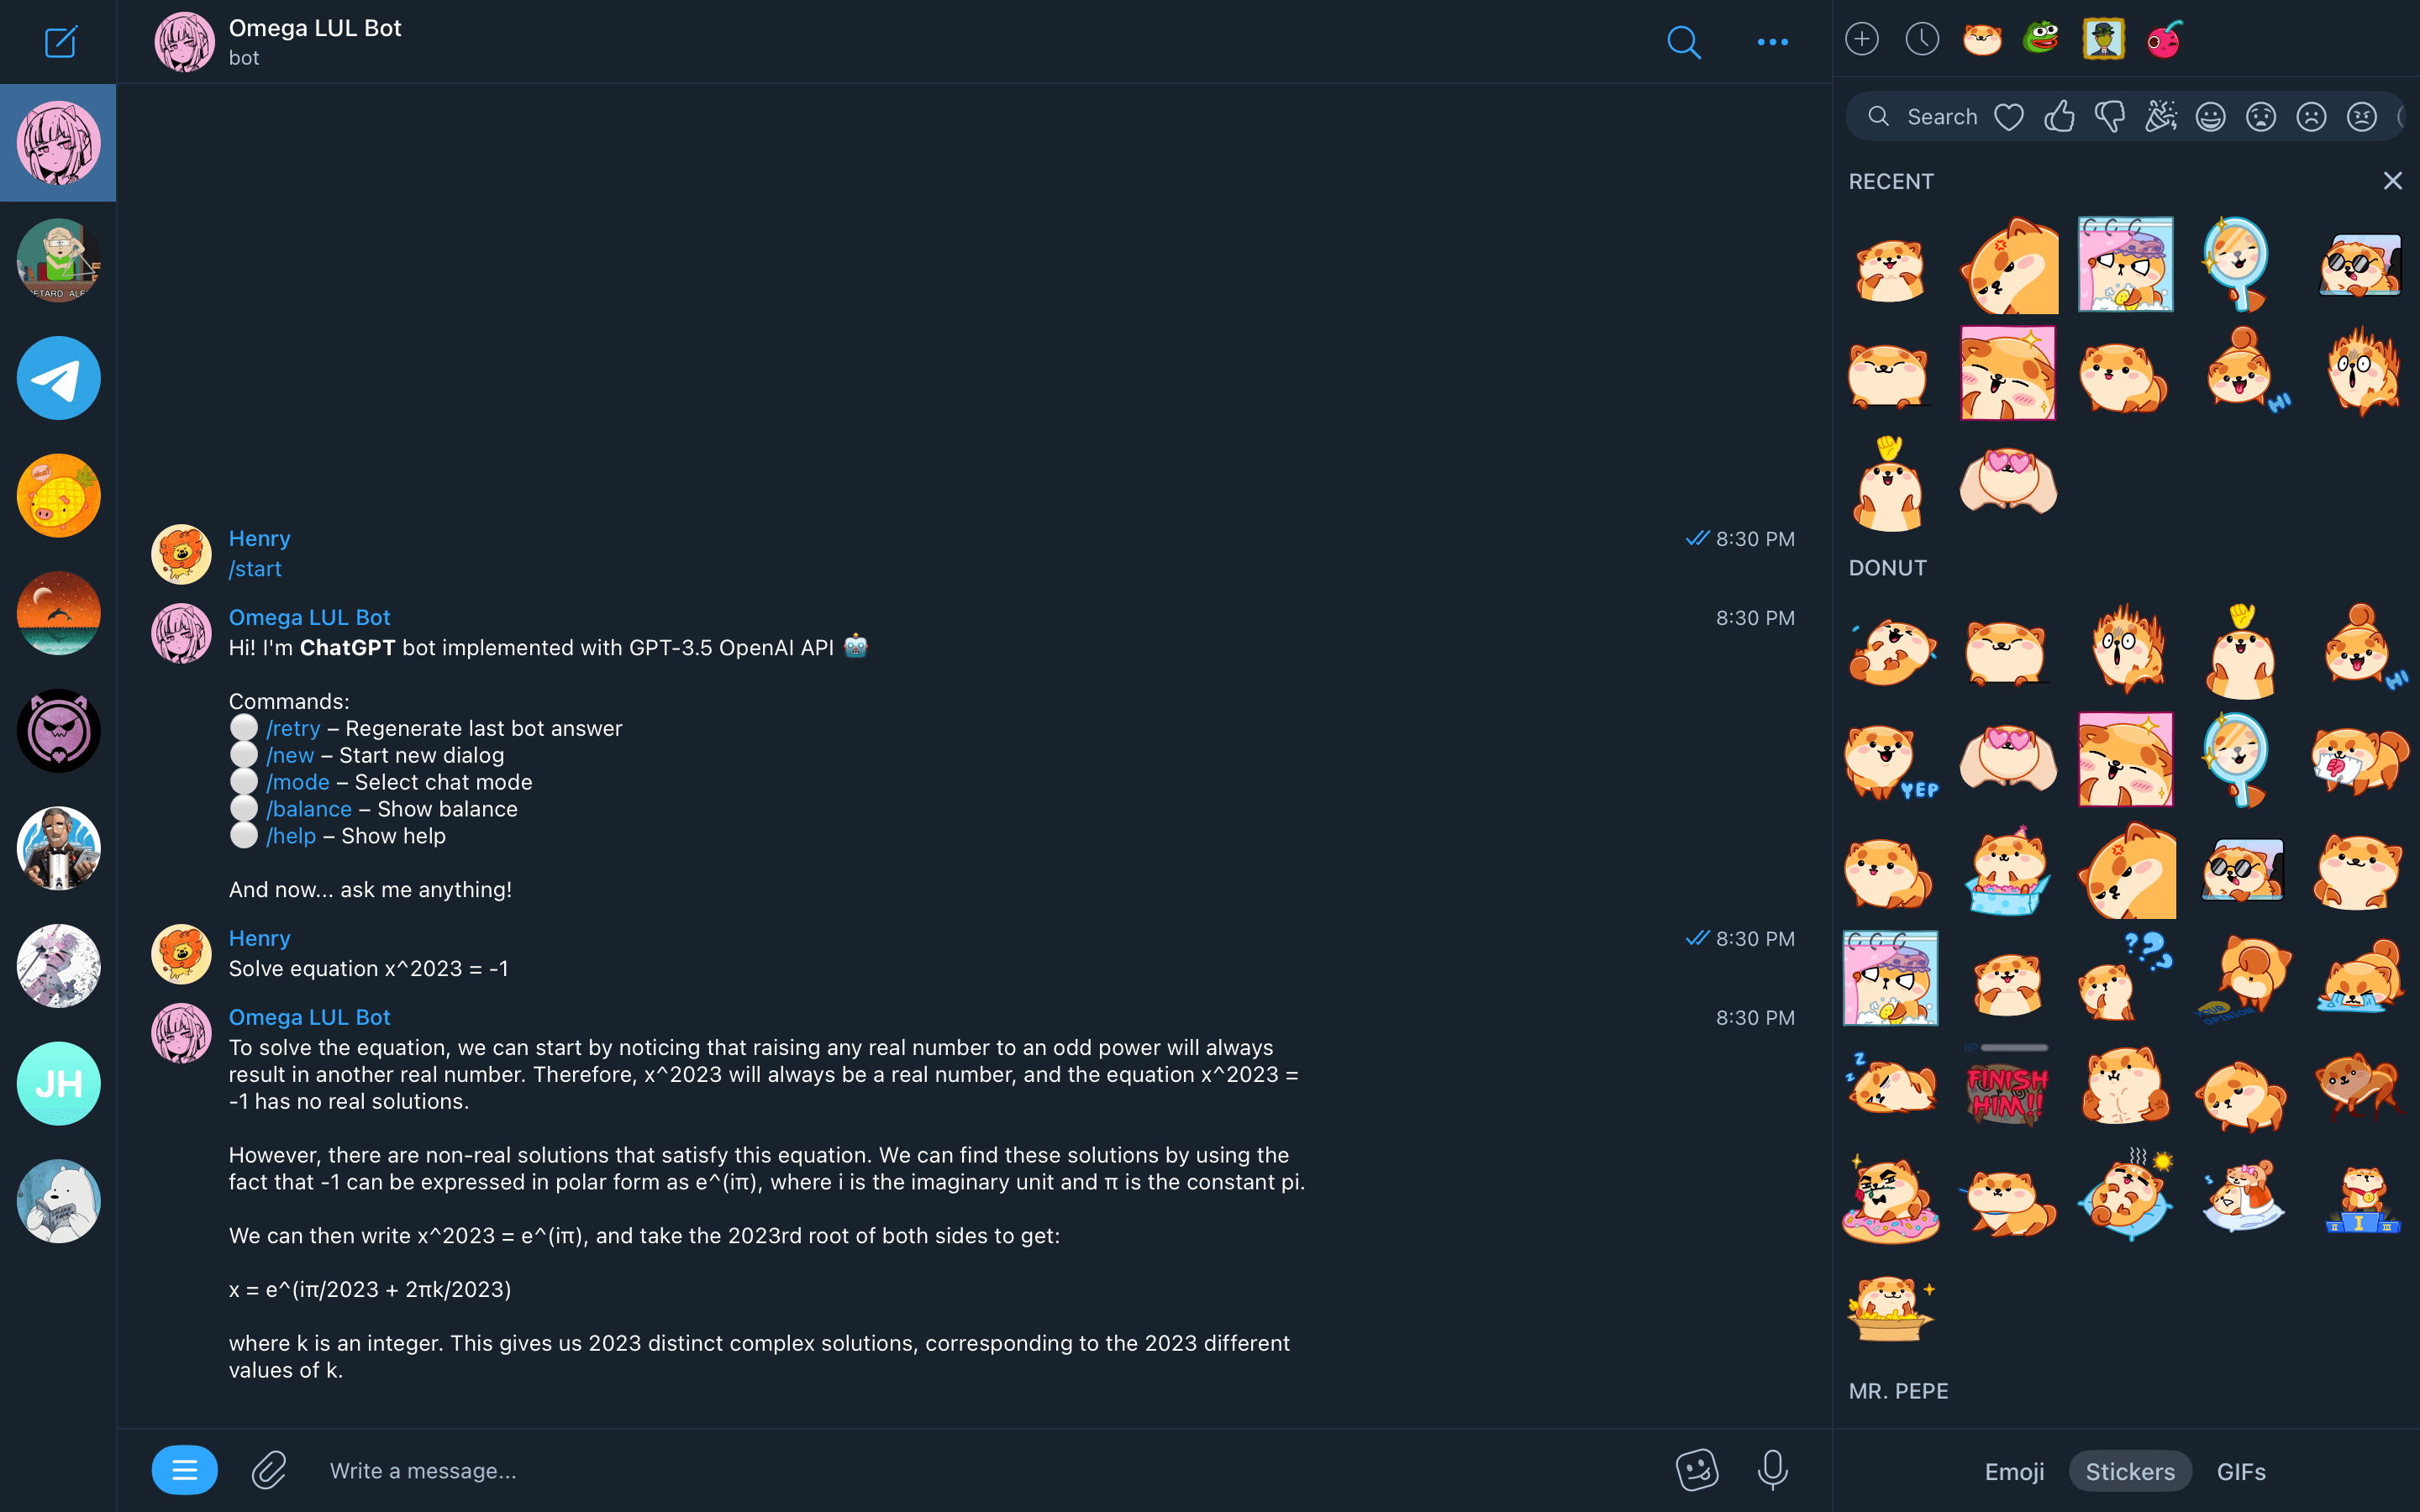 Omega LUL Bot
bot
ETARD ALE
JH
Henry
8:30 PM
/start
Omega LUL Bot
8:30 PM
Hi! I'm ChatGPT bot implemented with GPT-3.5 OpenAI API 🤖
Commands:
⚪ /retry – Regenerate last bot answer
⚪ /new – Start new dialog
⚪ /mode – Select chat mode
⚪ /balance – Show balance
⚪ /help – Show help
And now... ask me anything!
Henry
8:30 PM
Solve equation x^2023 = -1
Omega LUL Bot
8:30 PM
To solve the equation, we can start by noticing that raising any real number to an odd power will always
result in another real number. Therefore, x^2023 will always be a real number, and the equation x^2023 =
-1 has no real solutions.
However, there are non-real solutions that satisfy this equation. We can find these solutions by using the
fact that -1 can be expressed in polar form as e^(iπ), where i is the imaginary unit and π is the constant pi.
We can then write x^2023 = e^(iπ), and take the 2023rd root of both sides to get:
x = e^(iπ/2023 + 2πk/2023)
where k is an integer. This gives us 2023 distinct complex solutions, corresponding to the 2023 different
values of k.
Write a message...
Search
RECENT
HI
DONUT
HI
YEP
???
OPINION
z
z
HP
FINISH
HIM!!
II I III
MR. PEPE
Emoji
Stickers
GIFs